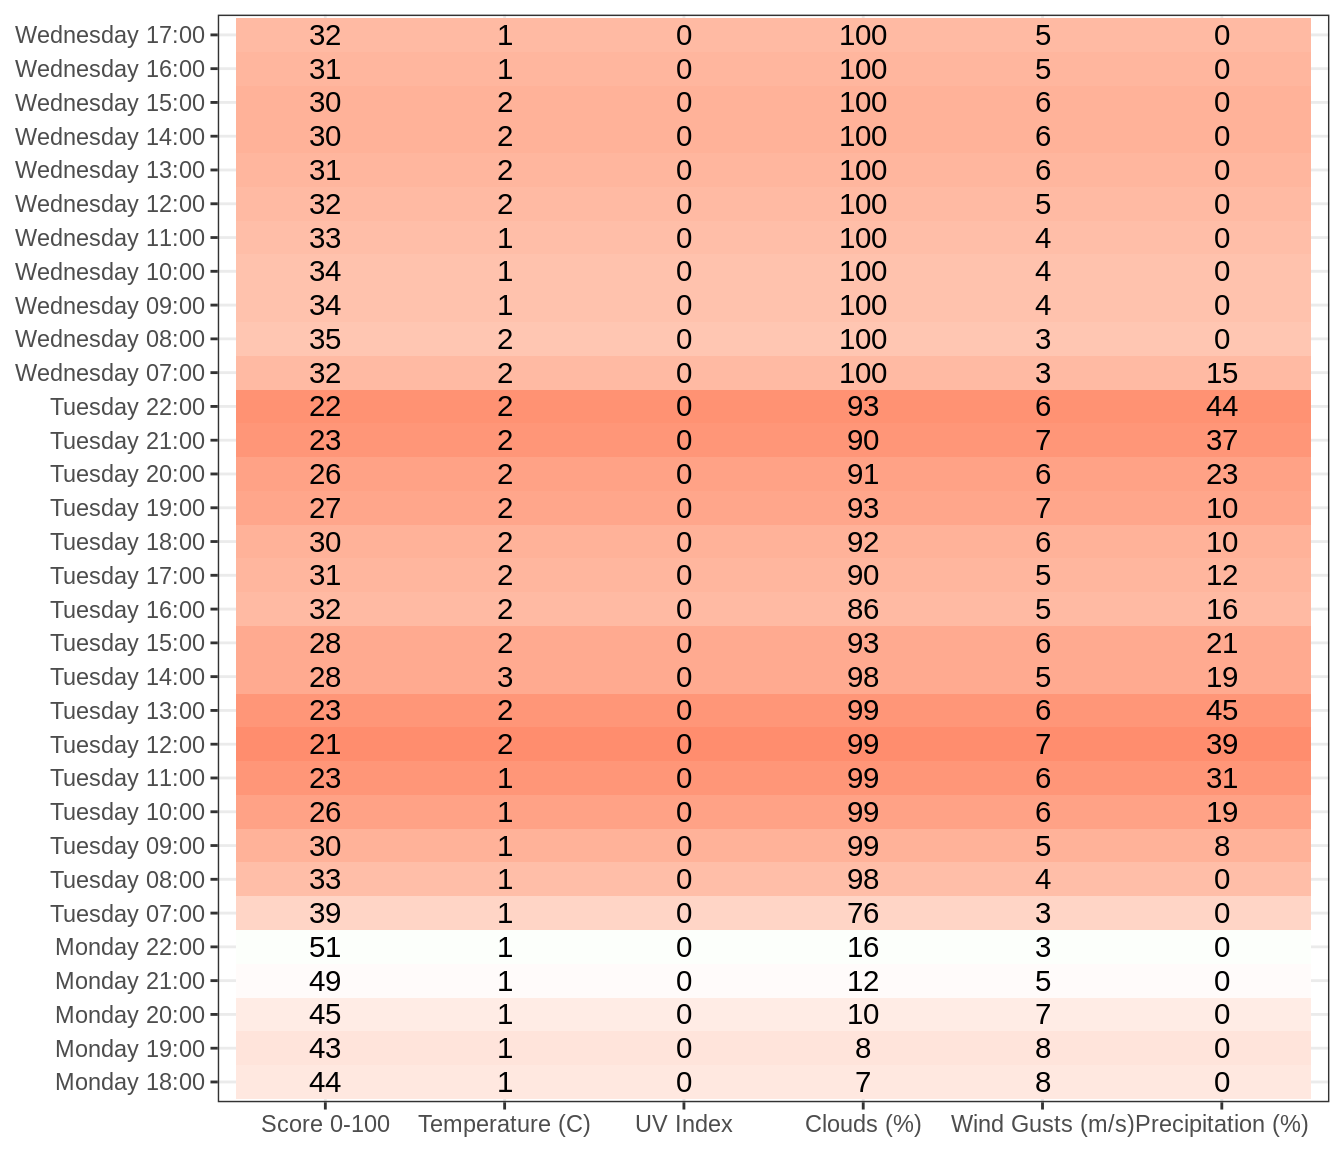 Wednesday 17:00 32 1 0 100 5 0
Wednesday 16:00 31 1 0 100 5 0
Wednesday 15:00 30 2 0 100 6 0
Wednesday 14:00 30 2 0 100 6 0
Wednesday 13:00 31 2 0 100 6 0
Wednesday 12:00 32 2 0 100 5 0
Wednesday 11:00 33 1 0 100 4 0
Wednesday 10:00 34 1 0 100 4 0
Wednesday 09:00 34 1 0 100 4 0
Wednesday 08:00 35 2 0 100 3 0
Wednesday 07:00 32 2 0 100 3 15
Tuesday 22:00 22 2 0 93 6 44
Tuesday 21:00 23 2 0 90 7 37
Tuesday 20:00 26 2 0 91 6 23
Tuesday 19:00 27 2 0 93 7 10
Tuesday 18:00 30 2 0 92 6 10
Tuesday 17:00 31 2 0 90 5 12
Tuesday 16:00 32 2 0 86 5 16
Tuesday 15:00 28 2 0 93 6 21
Tuesday 14:00 28 3 0 98 5 19
Tuesday 13:00 23 2 0 99 6 45
Tuesday 12:00 21 2 0 99 7 39
Tuesday 11:00 23 1 0 99 6 31
Tuesday 10:00 26 1 0 99 6 19
Tuesday 09:00 30 1 0 99 5 8
Tuesday 08:00 33 1 0 98 4 0
Tuesday 07:00 39 1 0 76 3 0
Monday 22:00 51 1 0 16 3 0
Monday 21:00 49 1 0 12 5 0
Monday 20:00 45 1 0 10 7 0
Monday 19:00 43 1 0 8 8 0
Monday 18:00 44 1 0 7 8 0
Score 0-100 Temperature (C) UV Index Clouds (%) Wind Gusts (m/s) Precipitation (%)